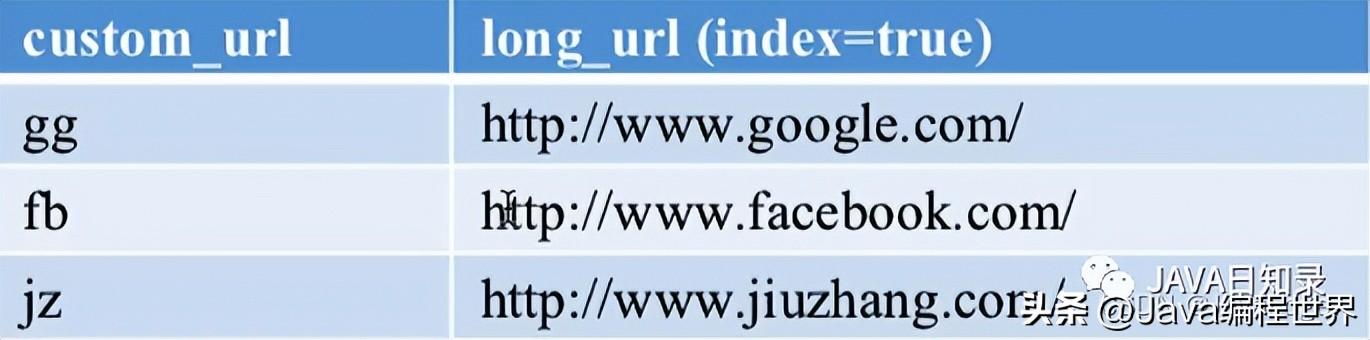 custom_url long_url (index=true)
gg http://www.google.com/
fb http://www.facebook.com/
jz http://www.jiuzhang.com/
JAVA日知录
头条 @Java编程世界